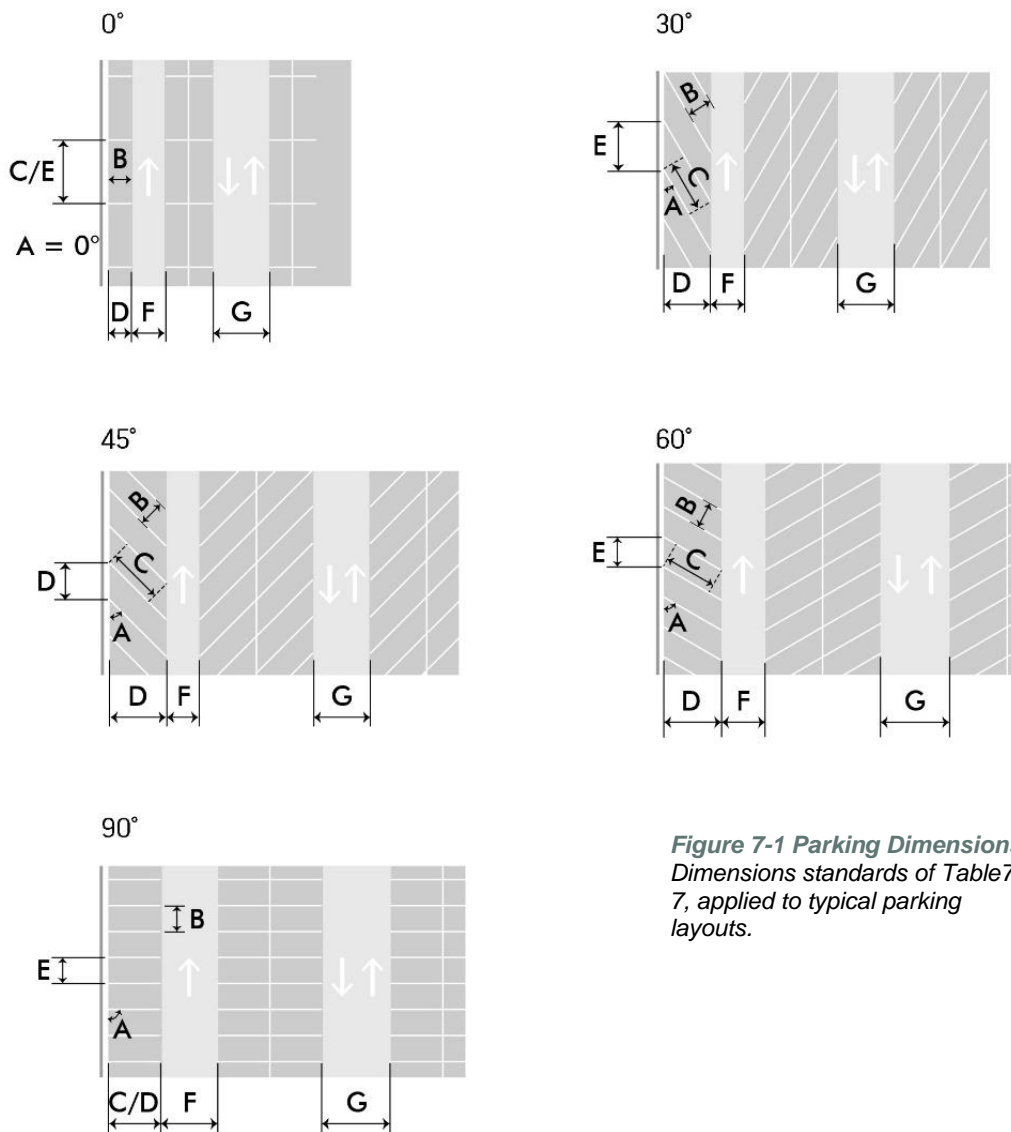 0°
30°
B
C/E
A = 0°
D F G
B
E
C
A
D F G
45°
60°
B
C
D
A
D F G
B
E
C
A
D F G
90°
B
E
A
C/D F G
Figure 7-1 Parking Dimension
Dimensions standards of Table7
7, applied to typical parking
layouts.